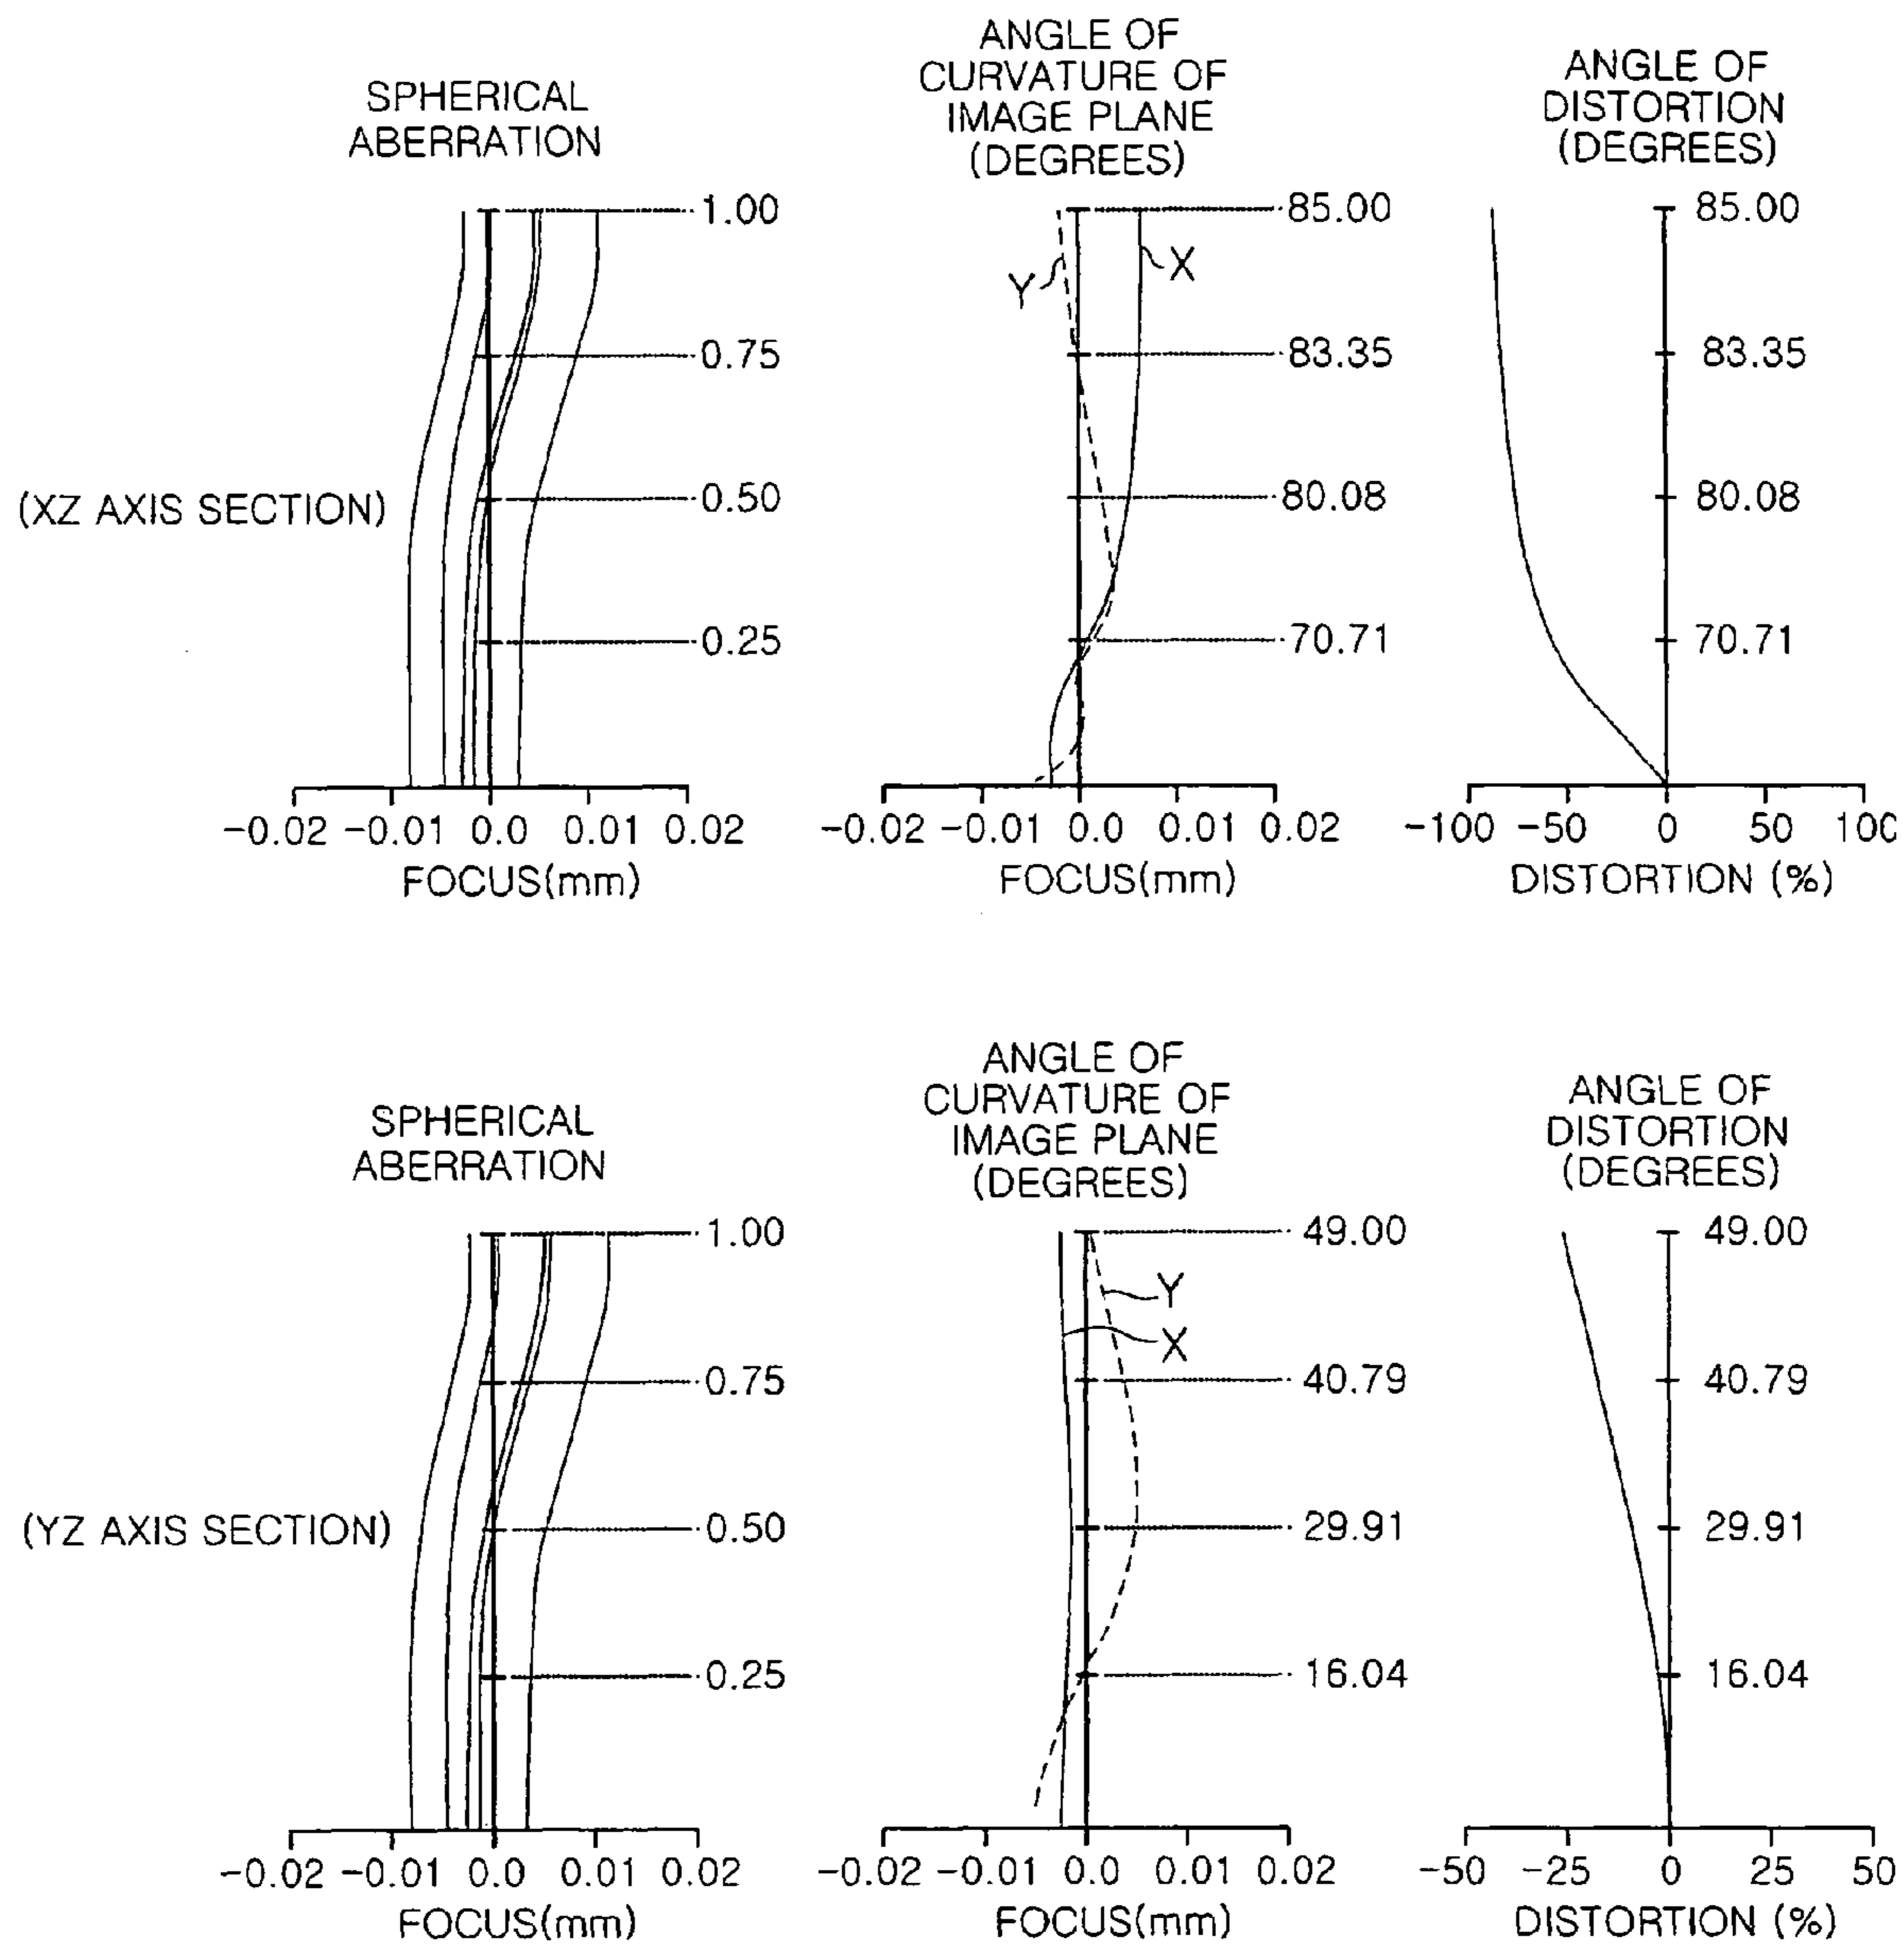 SPHERICAL
ABERRATION
ANGLE OF
CURVATURE OF
IMAGE PLANE
(DEGREES)
ANGLE OF
DISTORTION
(DEGREES)
(XZ AXIS SECTION)
1.00
0.75
0.50
0.25
-0.02 -0.01 0.0 0.01 0.02
FOCUS(mm)
Y
X
85.00
83.35
80.08
70.71
-0.02 -0.01 0.0 0.01 0.02
FOCUS(mm)
85.00
83.35
80.08
70.71
-100 -50 0 50 100
DISTORTION (%)
SPHERICAL
ABERRATION
ANGLE OF
CURVATURE OF
IMAGE PLANE
(DEGREES)
ANGLE OF
DISTORTION
(DEGREES)
(YZ AXIS SECTION)
1.00
0.75
0.50
0.25
-0.02 -0.01 0.0 0.01 0.02
FOCUS(mm)
Y
X
49.00
40.79
29.91
16.04
-0.02 -0.01 0.0 0.01 0.02
FOCUS(mm)
49.00
40.79
29.91
16.04
-50 -25 0 25 50
DISTORTION (%)